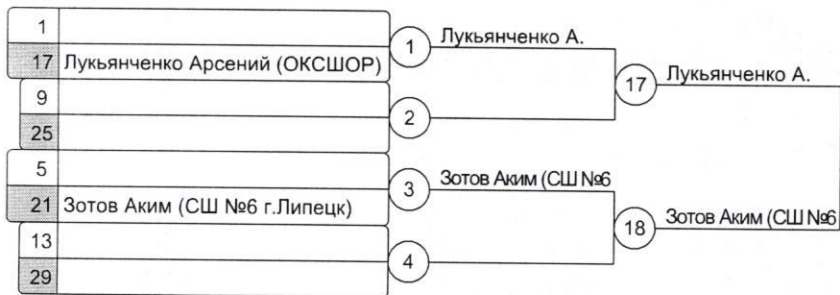 1
17 Лукьянченко Арсений (ОКСШОР)
9
25
5
21 Зотов Аким (СШ №6 г.Липецк)
13
29
1 Лукьянченко А.
2
3 Зотов Аким (СШ №6
4
17 Лукьянченко А.
18 Зотов Аким (СШ №6